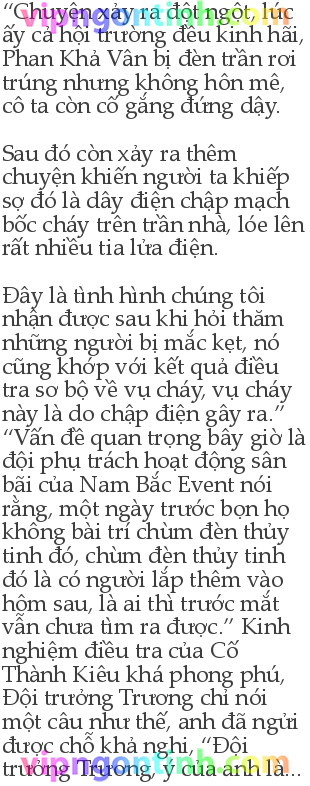 “Chuyện xảy ra đột ngột, lúc
ấy cả hội trường đều kinh hãi,
Phan Khả Vân bị đèn trần rơi
trúng nhưng không hôn mê,
cô ta còn cố gắng đứng dậy.
Sau đó còn xảy ra thêm
chuyện khiến người ta khiếp
sợ đó là dây điện chập mạch
bốc cháy trên trần nhà, lóe lên
rất nhiều tia lửa điện.
Đây là tình hình chúng tôi
nhận được sau khi hỏi thăm
những người bị mắc kẹt, nó
cũng khớp với kết quả điều
tra sơ bộ về vụ cháy, vụ cháy
này là do chập điện gây ra.”
“Vấn đề quan trọng bây giờ là
đội phụ trách hoạt động sân
bãi của Nam Bắc Event nói
rằng, một ngày trước bọn họ
không bài trí chùm đèn thủy
tinh đó, chùm đèn thủy tinh
đó là có người lắp thêm vào
hôm sau, là ai thì trước mắt
vẫn chưa tìm ra được.” Kinh
nghiệm điều tra của Cố
Thành Kiêu khá phong phú,
Đội trưởng Trương chỉ nói
một câu như thế, anh đã ngửi
được chỗ khả nghi, “Đội
trưởng Trương, ý của anh là...
vipngontinh.com
vipngontinh.com